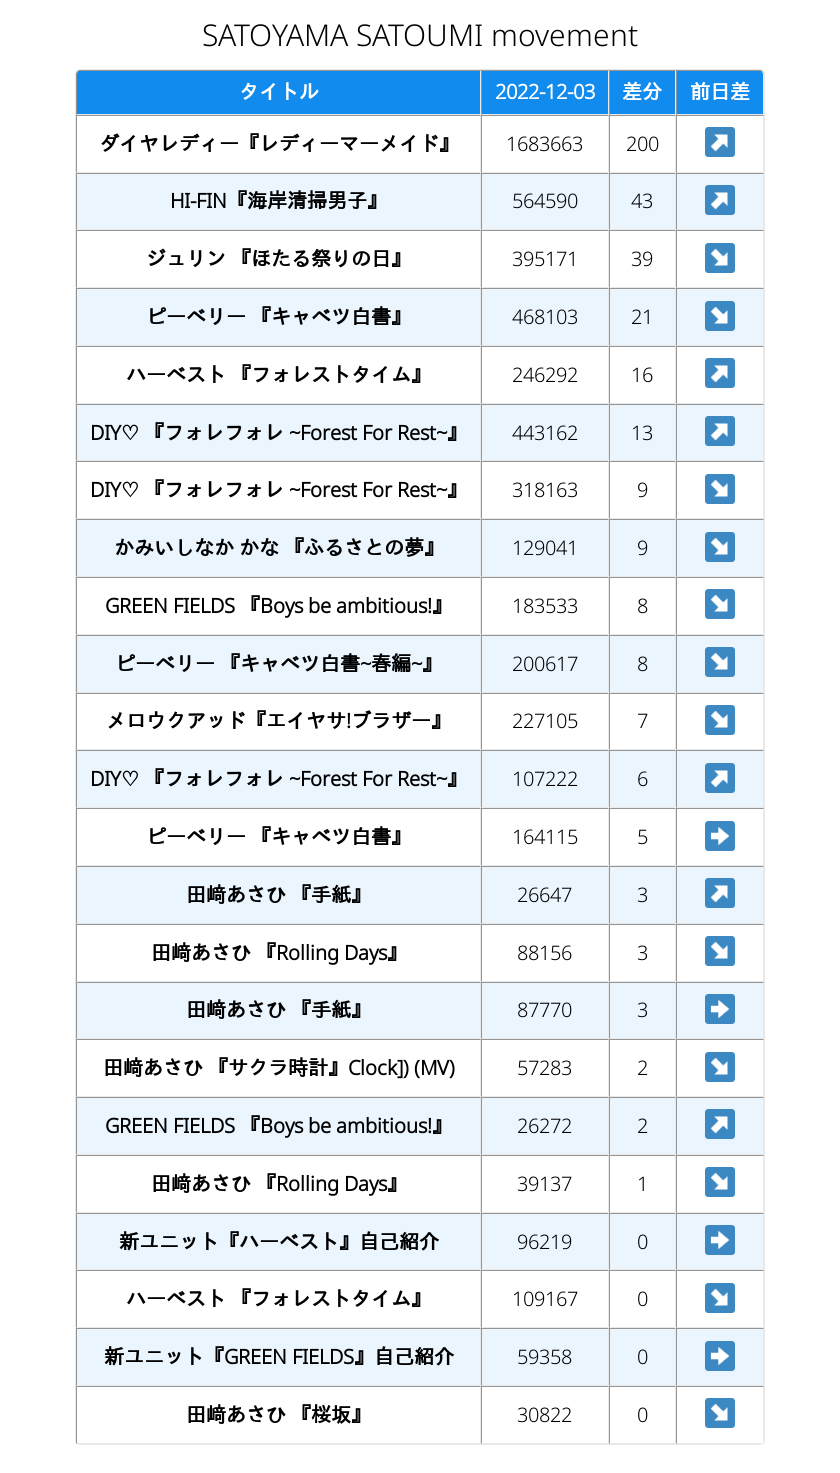 SATOYAMA SATOUMI movement
タイトル 2022-12-03 差分 前日差
ダイヤレディー『レディーマーメイド』 1683663 200 ↗
HI-FIN『海岸清掃男子』 564590 43 ↗
ジュリン 『ほたる祭りの日』 395171 39 ↘
ピーベリー 『キャベツ白書』 468103 21 ↘
ハーベスト 『フォレストタイム』 246292 16 ↗
DIY♡ 『フォレフォレ ~Forest For Rest~』 443162 13 ↗
DIY♡ 『フォレフォレ ~Forest For Rest~』 318163 9 ↘
かみいしなか かな 『ふるさとの夢』 129041 9 ↘
GREEN FIELDS 『Boys be ambitious!』 183533 8 ↘
ピーベリー 『キャベツ白書~春編~』 200617 8 ↘
メロウクアッド『エイヤサ!ブラザー』 227105 7 ↘
DIY♡ 『フォレフォレ ~Forest For Rest~』 107222 6 ↗
ピーベリー 『キャベツ白書』 164115 5 ➡
田﨑あさひ 『手紙』 26647 3 ↗
田﨑あさひ 『Rolling Days』 88156 3 ↘
田﨑あさひ 『手紙』 87770 3 ➡
田﨑あさひ 『サクラ時計』Clock]) (MV) 57283 2 ↘
GREEN FIELDS 『Boys be ambitious!』 26272 2 ↗
田﨑あさひ 『Rolling Days』 39137 1 ↘
新ユニット『ハーベスト』自己紹介 96219 0 ➡
ハーベスト 『フォレストタイム』 109167 0 ↘
新ユニット『GREEN FIELDS』自己紹介 59358 0 ➡
田﨑あさひ 『桜坂』 30822 0 ↘